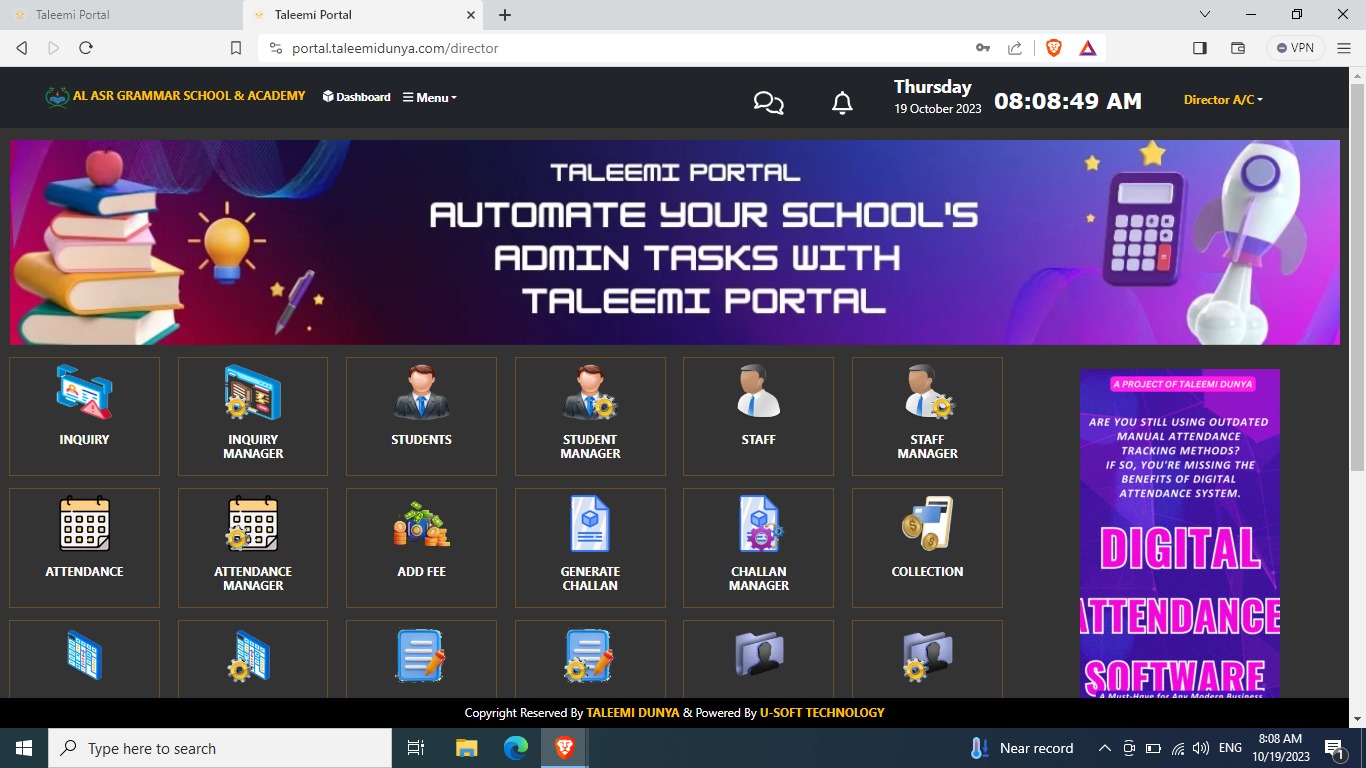 Taleemi Portal
Taleemi Portal
portal.taleemidunya.com/director
VPN
AL ASR GRAMMAR SCHOOL & ACADEMY
Dashboard
Menu
Thursday
19 October 2023
08:08:49 AM
Director A/C
TALEEMI PORTAL
AUTOMATE YOUR SCHOOL'S
ADMIN TASKS WITH
TALEEMI PORTAL
INQUIRY
INQUIRY
MANAGER
STUDENTS
STUDENT
MANAGER
STAFF
STAFF
MANAGER
ATTENDANCE
ATTENDANCE
MANAGER
ADD FEE
GENERATE
CHALLAN
CHALLAN
MANAGER
COLLECTION
A PROJECT OF TALEEMI DUNYA
ARE YOU STILL USING OUTDATED
MANUAL ATTENDANCE
TRACKING METHODS?
IF SO, YOU'RE MISSING THE
BENEFITS OF DIGITAL
ATTENDANCE SYSTEM.
DIGITAL
ATTENDANCE
SOFTWARE
A Must-Have for Any Modern Business
Copyright Reserved By TALEEMI DUNYA & Powered By U-SOFT TECHNOLOGY
Type here to search
Near record
ENG
8:08 AM
10/19/2023
1